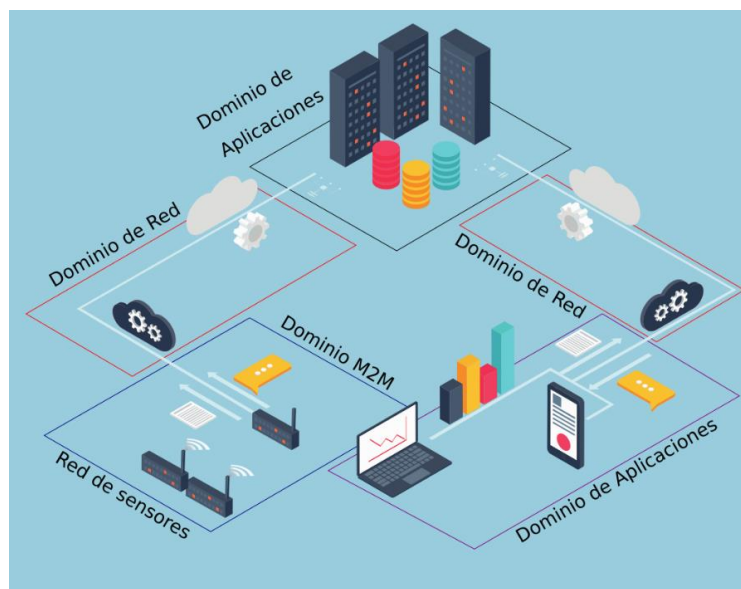 Dominio de
Aplicaciones
Dominio de Red
Dominio de Red
Dominio M2M
Red de sensores
Dominio de Aplicaciones